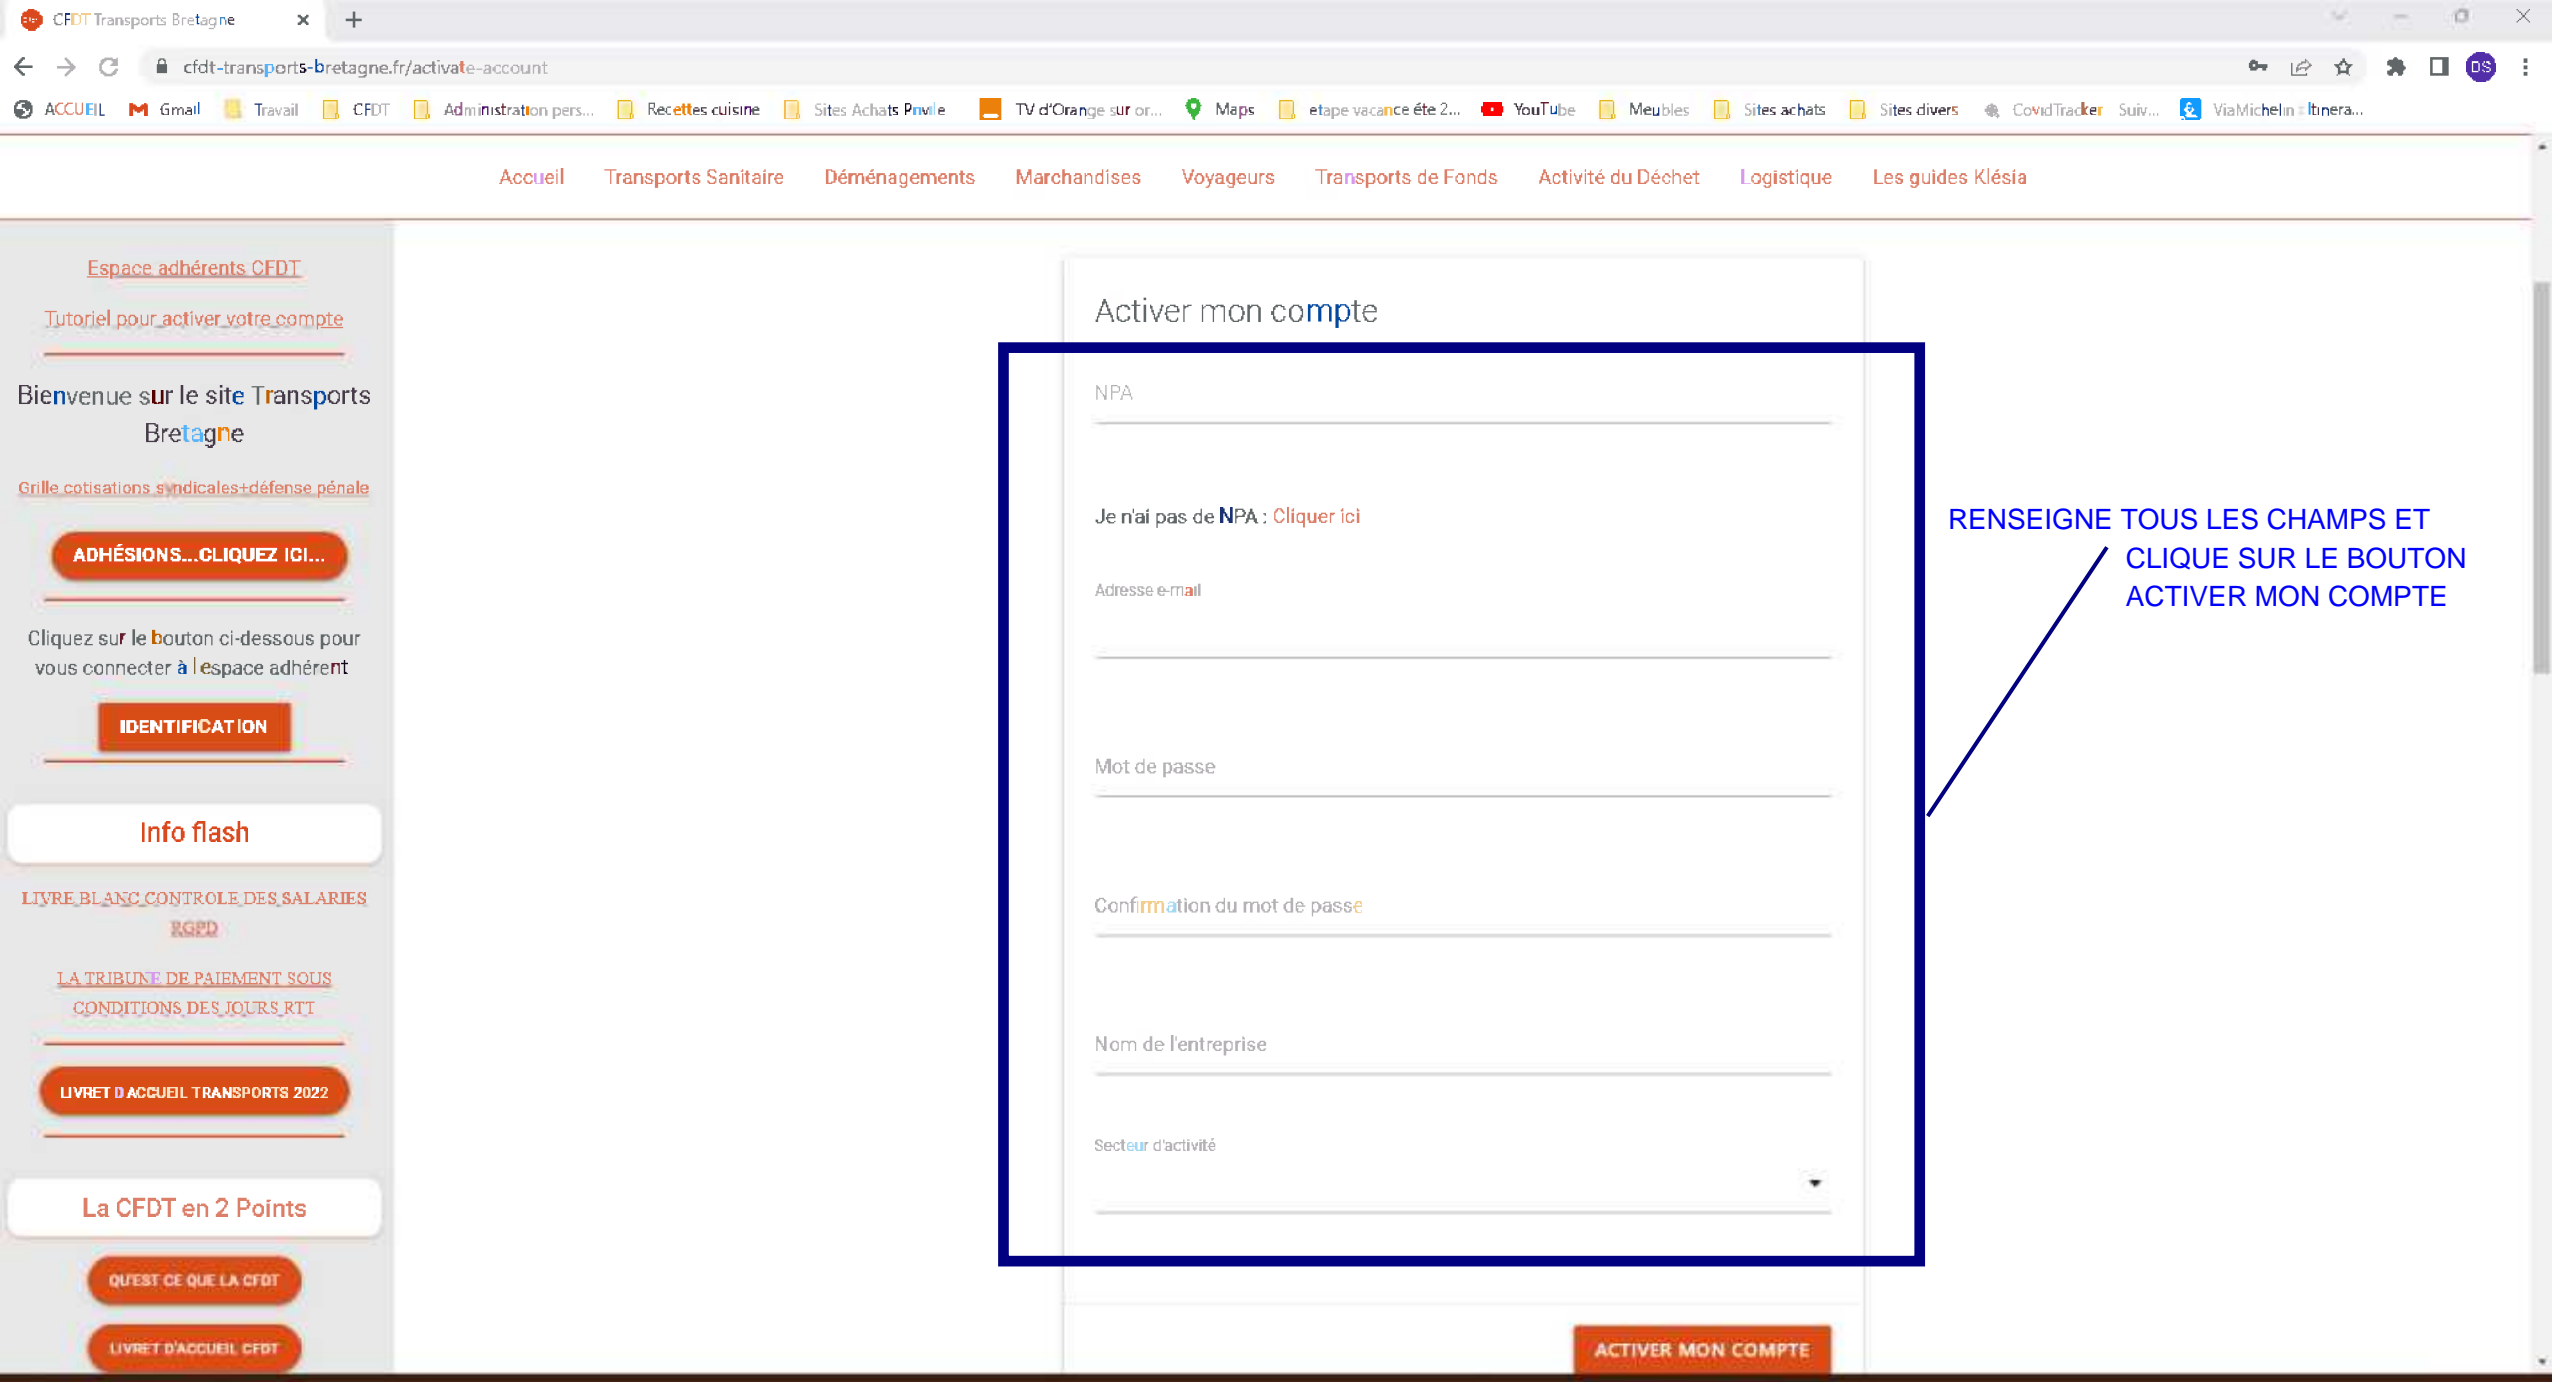 CFDT Transports Bretagne
cfdt-transports-bretagne.fr/activate-account
DS
ACCUEIL Gmail Travail CFDT Administration pers... Recettes cuisine Sites Achats Privile TV d'Orange sur or... Maps etape vacance éte 2... YouTube Meubles Sites achats Sites divers CovidTracker Suiv... ViaMichelin : Itinera...
Accueil Transports Sanitaire Déménagements Marchandises Voyageurs Transports de Fonds Activité du Déchet Logistique Les guides Klésia
Espace adhérents CFDT
Tutoriel pour activer votre compte
Bienvenue sur le site Transports
Bretagne
Grille cotisations syndicales+défense pénale
ADHÉSIONS...CLIQUEZ ICI...
Cliquez sur le bouton ci-dessous pour
vous connecter à l espace adhérent
IDENTIFICATION
Info flash
LIVRE BLANC CONTROLE DES SALARIES
RGPD
LA TRIBUNE DE PAIEMENT SOUS
CONDITIONS DES JOURS RTT
LIVRET D ACCUEIL TRANSPORTS 2022
La CFDT en 2 Points
QU'EST CE QUE LA CFDT
LIVRET D'ACCUEIL CFDT
Activer mon compte
NPA
Je n'ai pas de NPA : Cliquer ici
Adresse e-mail
Mot de passe
Confirmation du mot de passe
Nom de l'entreprise
Secteur d'activité
ACTIVER MON COMPTE
RENSEIGNE TOUS LES CHAMPS ET
CLIQUE SUR LE BOUTON
ACTIVER MON COMPTE